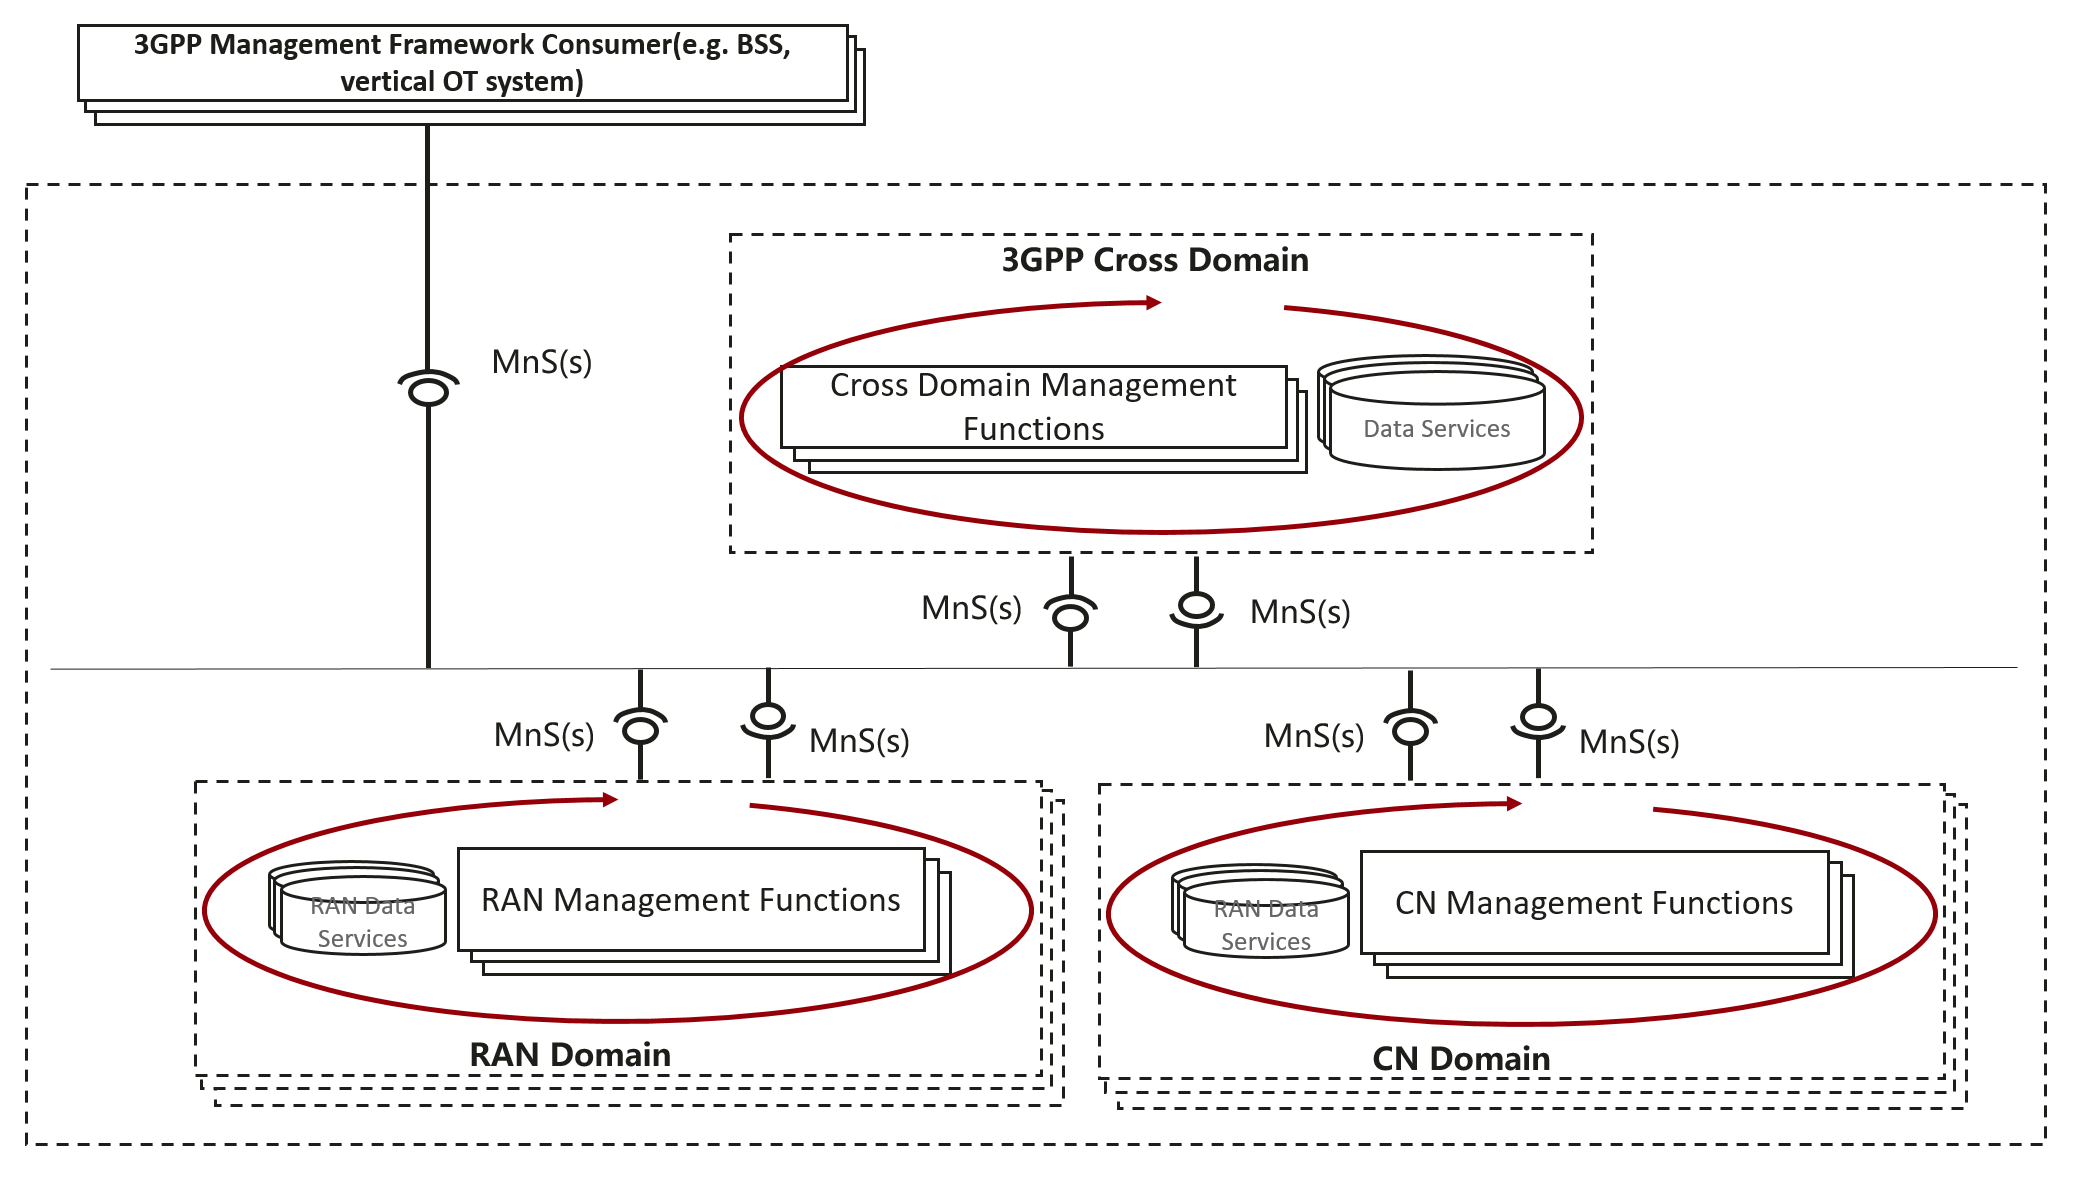 3GPP Management Framework Consumer(e.g. BSS,
vertical OT system)
3GPP Cross Domain
MnS(s)
Cross Domain Management
Functions
Data Services
MnS(s)
MnS(s)
MnS(s)
MnS(s)
MnS(s)
MnS(s)
RAN Data
Services
RAN Management Functions
RAN Data
Services
CN Management Functions
RAN Domain
CN Domain